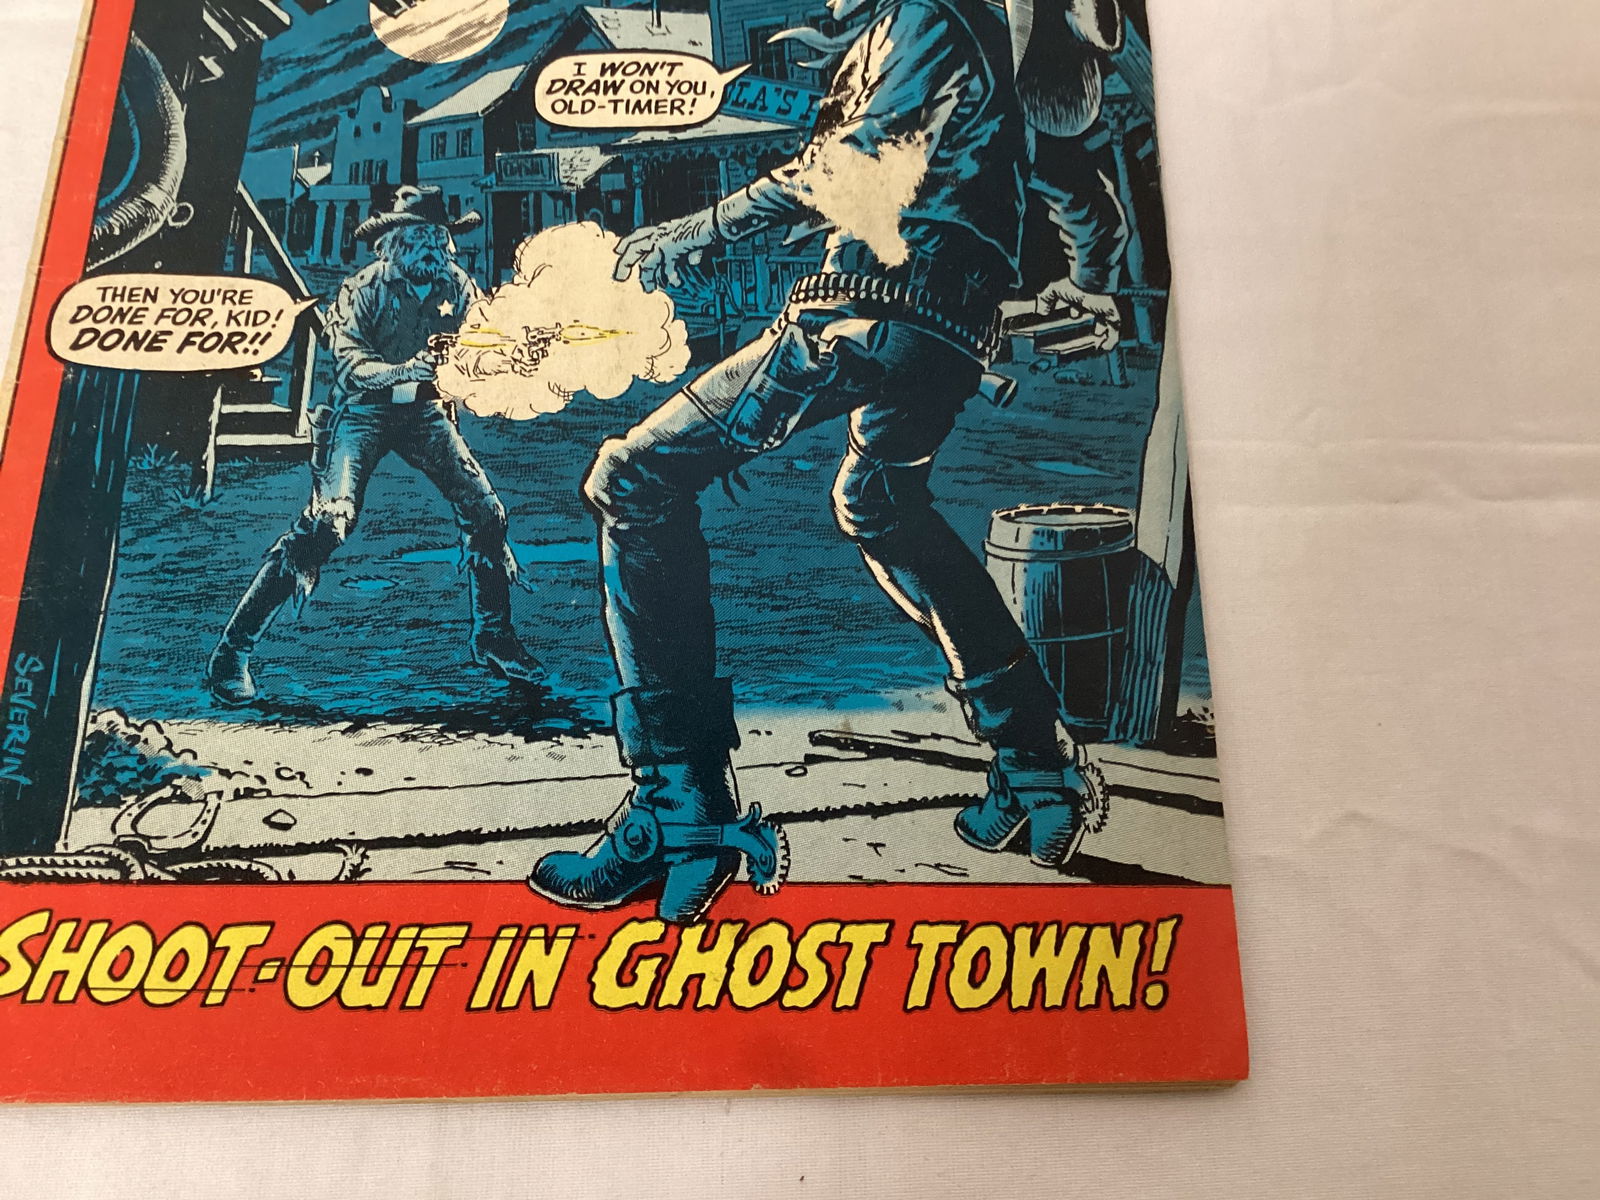 I WON'T
DRAW ON YOU,
OLD-TIMER!
LA'S
THEN YOU'RE
DONE FOR, KID!
DONE FOR!!
SEVERIN
SHOOT-OUT IN GHOST TOWN!